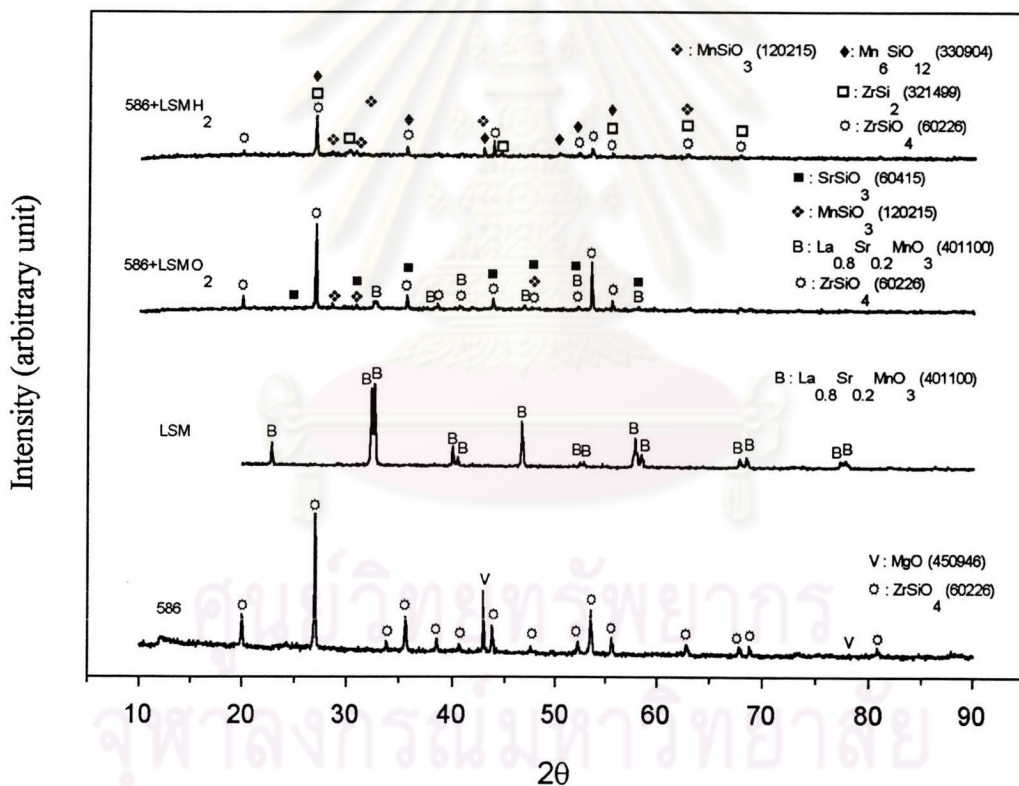 ❖ : MnSiO3 (120215)
♦ : Mn6SiO12 (330904)
□ : ZrSi2 (321499)
☼ : ZrSiO4 (60226)
586+LSMH2
■ : SrSiO3 (60415)
❖ : MnSiO3 (120215)
B : La0.8Sr0.2MnO3 (401100)
☼ : ZrSiO4 (60226)
586+LSMO2
B B B B B B B
B : La0.8Sr0.2MnO3 (401100)
LSM
B B B B B B B B B B B B B B
V : MgO (450946)
☼ : ZrSiO4 (60226)
586
V V
Intensity (arbitrary unit)
10 20 30 40 50 60 70 80 90
2θ
ศูนย์วิทยทรัพยากร
จุฬาลงกรณ์มหาวิทยาลัย